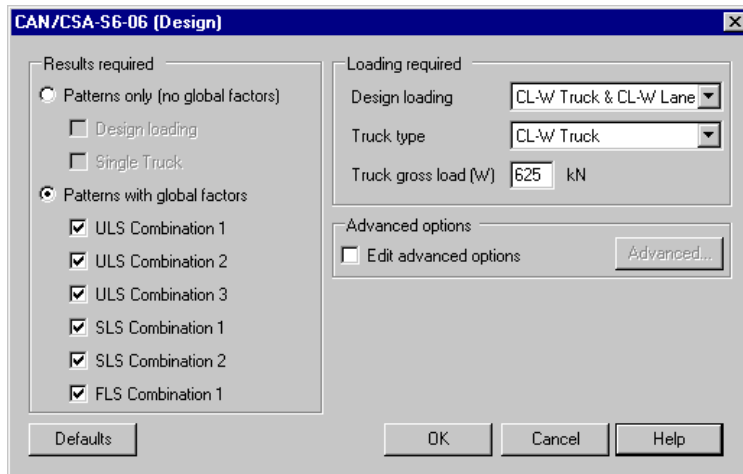 CAN/CSA-S6-06 (Design)
Results required
Patterns only (no global factors)
Design loading
Single Truck
Patterns with global factors
ULS Combination 1
ULS Combination 2
ULS Combination 3
SLS Combination 1
SLS Combination 2
FLS Combination 1
Loading required
Design loading CL-W Truck & CL-W Lane
Truck type CL-W Truck
Truck gross load (W) 625 kN
Advanced options
Edit advanced options Advanced...
Defaults OK Cancel Help